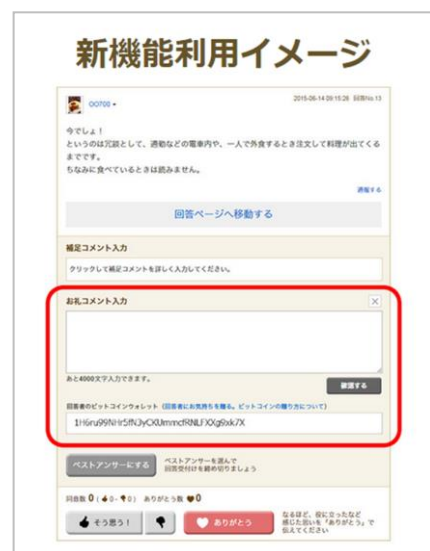 新機能利用イメージ
OO700
2015-06-14 09:15:26 回答No.13
今でしょ！
というのは冗談として、通勤などの電車内や、一人で外食するとき注文して料理が出てくる
までです。
ちなみに食べているときは読みません。
通報する
回答ページへ移動する
補足コメント入力
クリックして補足コメントを詳しく入力してください。
お礼コメント入力
あと4000文字入力できます。
確認する
回答者のビットコインウォレット (回答者にお気持ちを贈る。ビットコインの贈り方について)
ベストアンサーにする
ベストアンサーを選んで
回答受付けを締め切りましょう
同意数 0 ( 0 - 0 ) ありがとう数 0
そう思う！
ありがとう
なるほど、役に立ったなど
感じた思いを「ありがとう」で
伝えてください